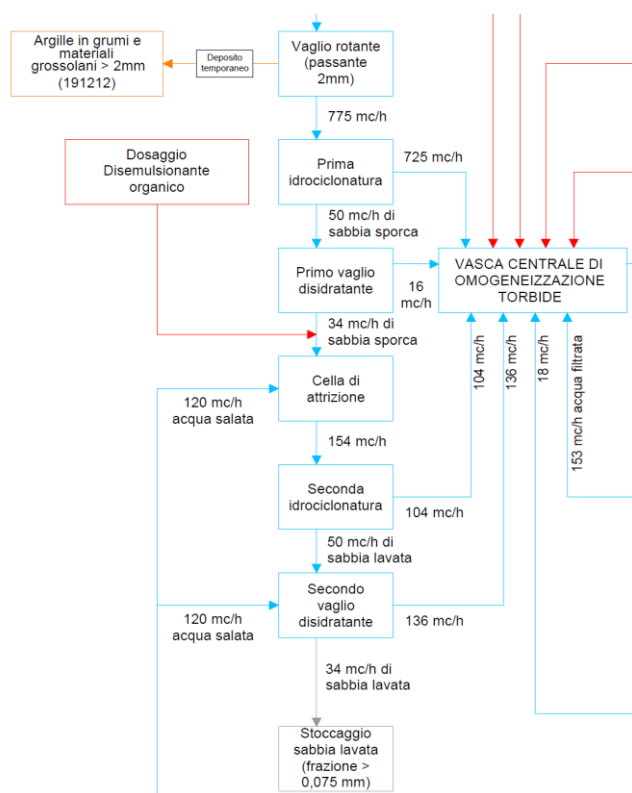 Argille in grumi e
materiali
grossolani > 2mm
(191212)
Deposito
temporaneo
Vaglio rotante
(passante
2mm)
775 mc/h
Dosaggio
Disemulsionante
organico
Prima
idrociclonatura
725 mc/h
50 mc/h di
sabbia sporca
Primo vaglio
disidratante
16
mc/h
VASCA CENTRALE DI
OMOGENEIZZAZIONE
TORBIDE
34 mc/h di
sabbia sporca
104 mc/h
136 mc/h
18 mc/h
153 mc/h acqua filtrata
Cella di
attrizione
120 mc/h
acqua salata
154 mc/h
Seconda
idrociclonatura
104 mc/h
50 mc/h di
sabbia lavata
Secondo
vaglio
disidratante
120 mc/h
acqua salata
136 mc/h
34 mc/h di
sabbia lavata
Stoccaggio
sabbia lavata
(frazione >
0,075 mm)